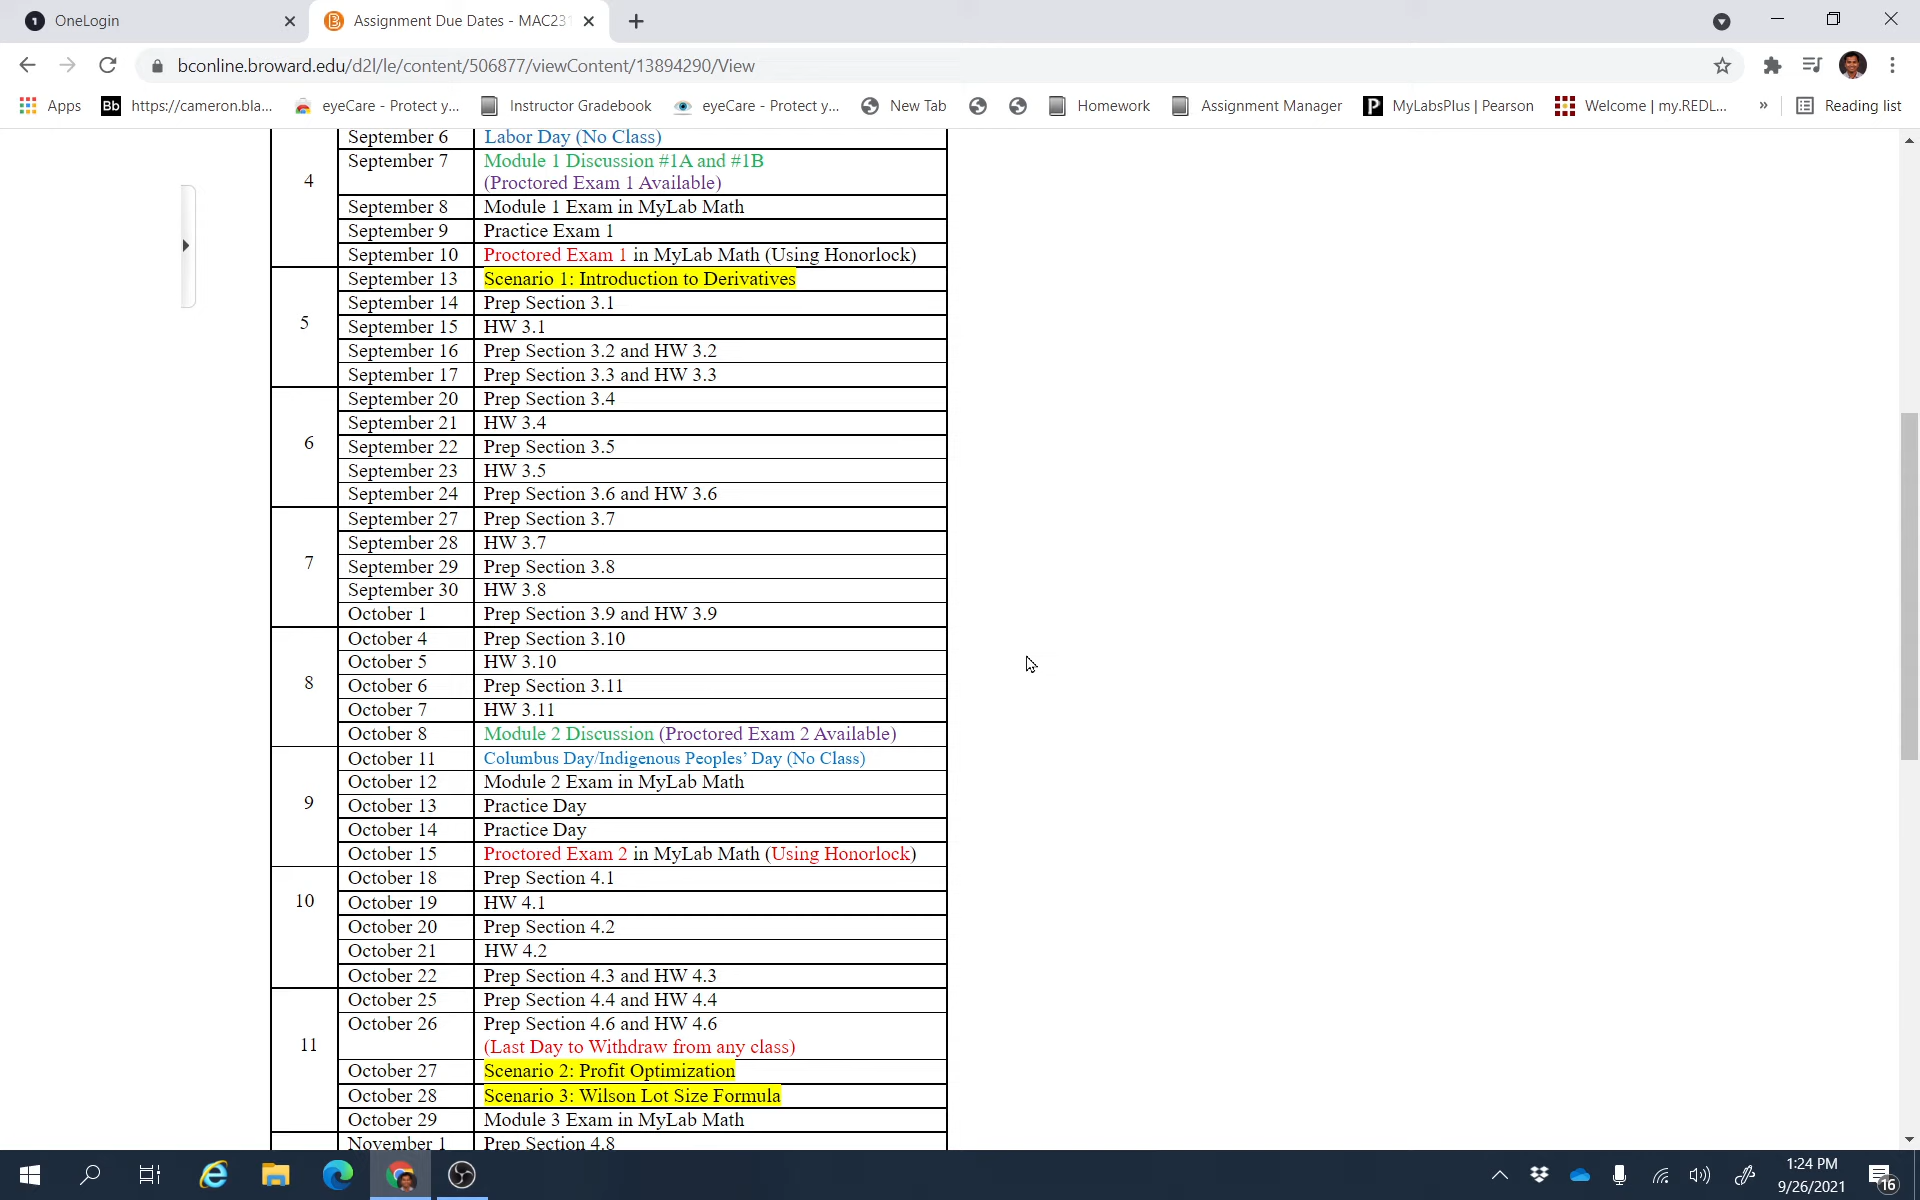 OneLogin
Assignment Due Dates - MAC231
bconline.broward.edu/d2l/le/content/506877/viewContent/13894290/View
Apps
Bb https://cameron.bla...
eyeCare - Protect y...
Instructor Gradebook
eyeCare - Protect y...
New Tab
Homework
Assignment Manager
P MyLabsPlus | Pearson
Welcome | my.REDL...
»
Reading list
September 6 Labor Day (No Class)
4
September 7 Module 1 Discussion #1A and #1B
(Proctored Exam 1 Available)
September 8 Module 1 Exam in MyLab Math
September 9 Practice Exam 1
September 10 Proctored Exam 1 in MyLab Math (Using Honorlock)
5
September 13 Scenario 1: Introduction to Derivatives
September 14 Prep Section 3.1
September 15 HW 3.1
September 16 Prep Section 3.2 and HW 3.2
September 17 Prep Section 3.3 and HW 3.3
6
September 20 Prep Section 3.4
September 21 HW 3.4
September 22 Prep Section 3.5
September 23 HW 3.5
September 24 Prep Section 3.6 and HW 3.6
7
September 27 Prep Section 3.7
September 28 HW 3.7
September 29 Prep Section 3.8
September 30 HW 3.8
October 1 Prep Section 3.9 and HW 3.9
8
October 4 Prep Section 3.10
October 5 HW 3.10
October 6 Prep Section 3.11
October 7 HW 3.11
October 8 Module 2 Discussion (Proctored Exam 2 Available)
9
October 11 Columbus Day/Indigenous Peoples’ Day (No Class)
October 12 Module 2 Exam in MyLab Math
October 13 Practice Day
October 14 Practice Day
October 15 Proctored Exam 2 in MyLab Math (Using Honorlock)
10
October 18 Prep Section 4.1
October 19 HW 4.1
October 20 Prep Section 4.2
October 21 HW 4.2
October 22 Prep Section 4.3 and HW 4.3
11
October 25 Prep Section 4.4 and HW 4.4
October 26 Prep Section 4.6 and HW 4.6
(Last Day to Withdraw from any class)
October 27 Scenario 2: Profit Optimization
October 28 Scenario 3: Wilson Lot Size Formula
October 29 Module 3 Exam in MyLab Math
November 1 Prep Section 4.8
1:24 PM
9/26/2021
16